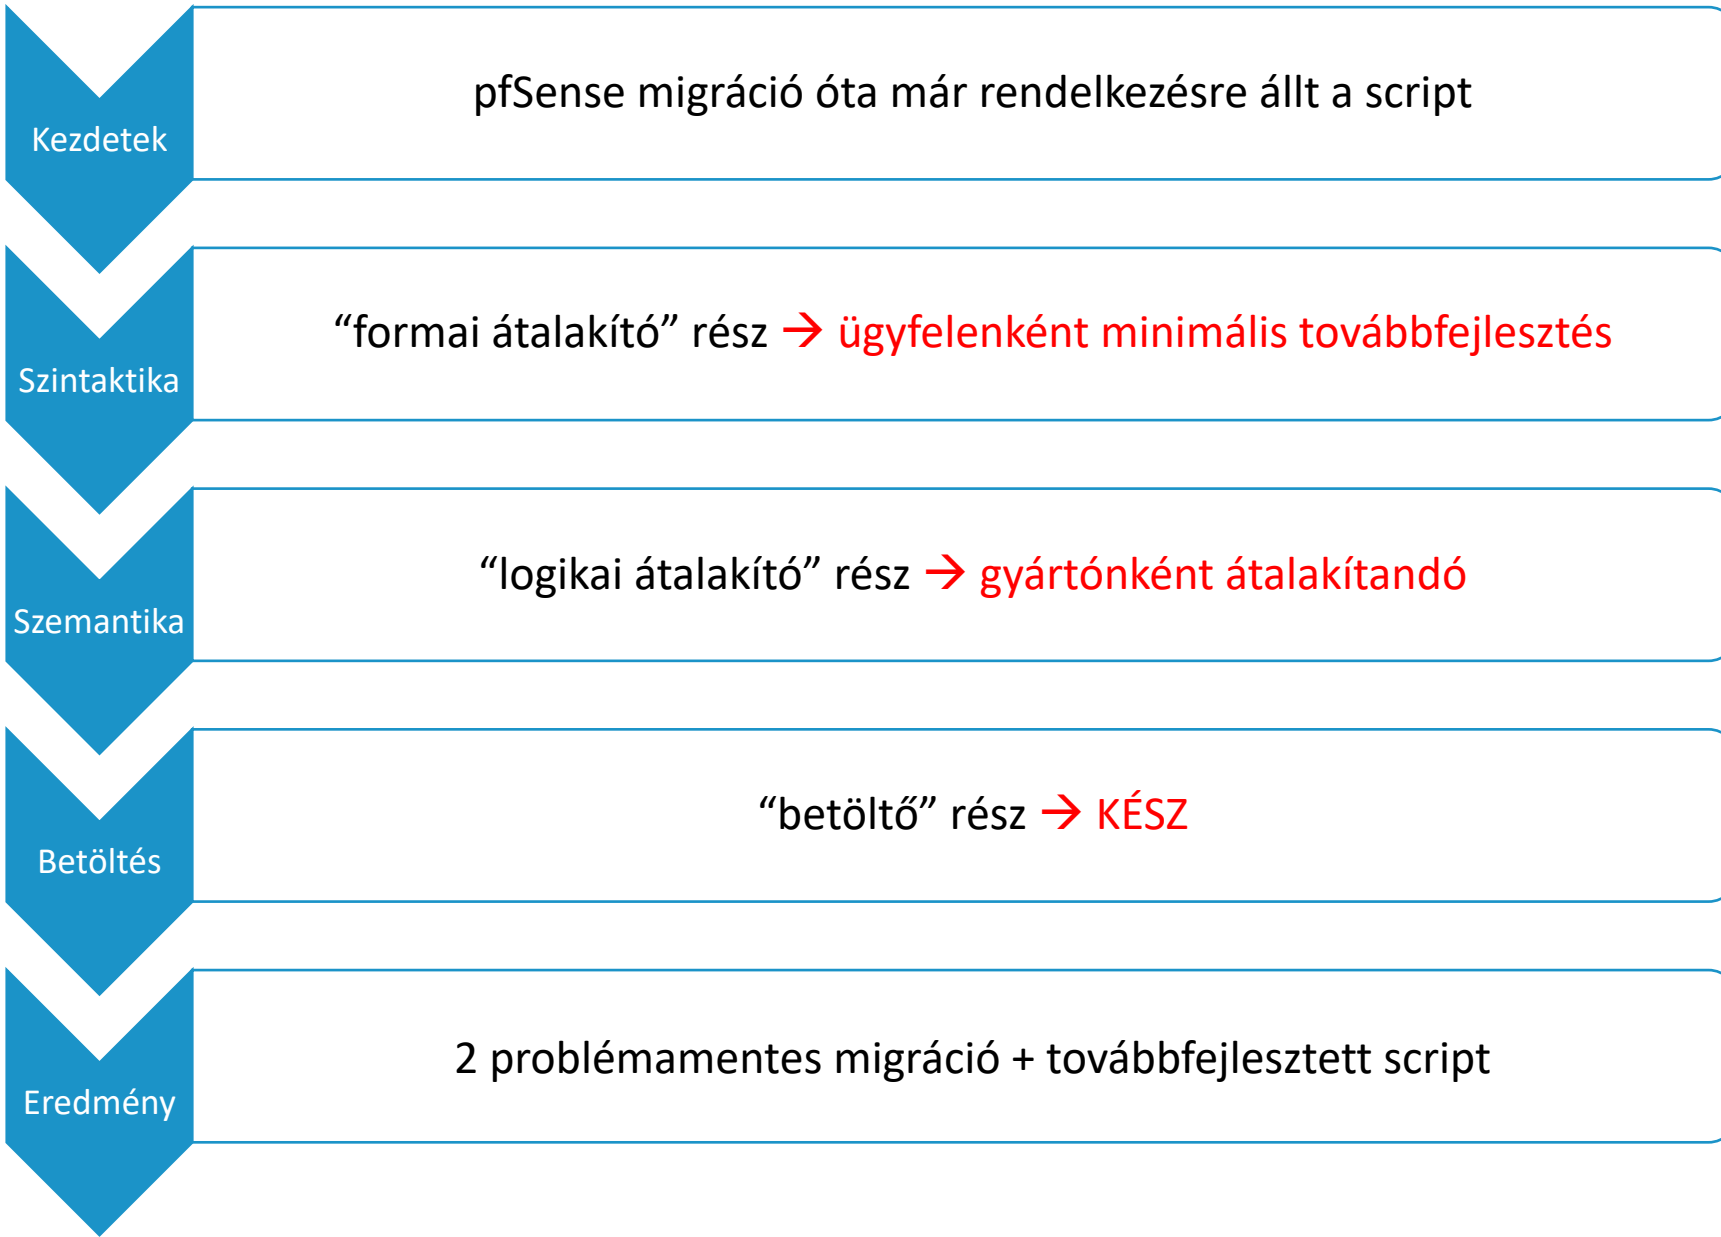 Kezdetek
pfSense migráció óta már rendelkezésre állt a script
Szintaktika
“formai átalakító” rész → ügyfelenként minimális továbbfejlesztés
Szemantika
“logikai átalakító” rész → gyártónként átalakítandó
Betöltés
“betöltő” rész → KÉSZ
Eredmény
2 problémamentes migráció + továbbfejlesztett script